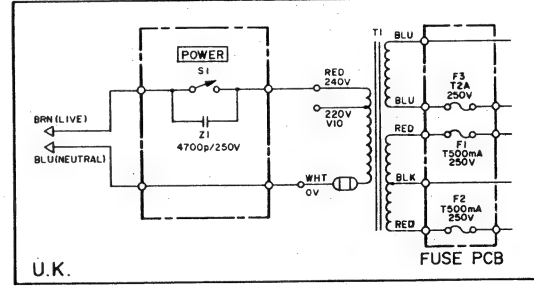 POWER
S1
Z1
4700p/250V
BRN(LIVE)
BLU(NEUTRAL)
RED
240V
220V
V10
WHT
0V
T1
BLU
BLU
RED
BLK
RED
F3
T2A
250V
F1
T500mA
250V
F2
T500mA
250V
FUSE PCB
U.K.